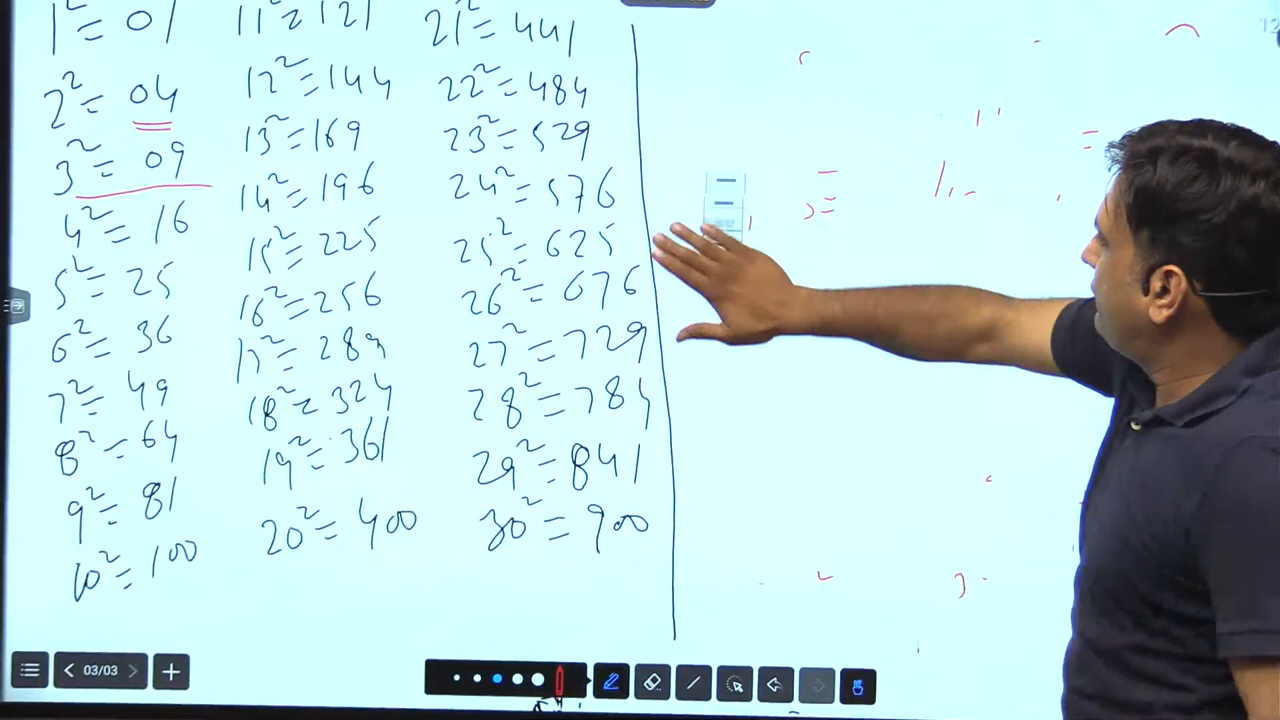 1² = 01
2² = 04
3² = 09
4² = 16
5² = 25
6² = 36
7² = 49
8² = 64
9² = 81
10² = 100
11² = 121
12² = 144
13² = 169
14² = 196
15² = 225
16² = 256
17² = 289
18² = 324
19² = 361
20² = 400
21² = 441
22² = 484
23² = 529
24² = 576
25² = 625
26² = 676
27² = 729
28² = 784
29² = 841
30² = 900
03/03